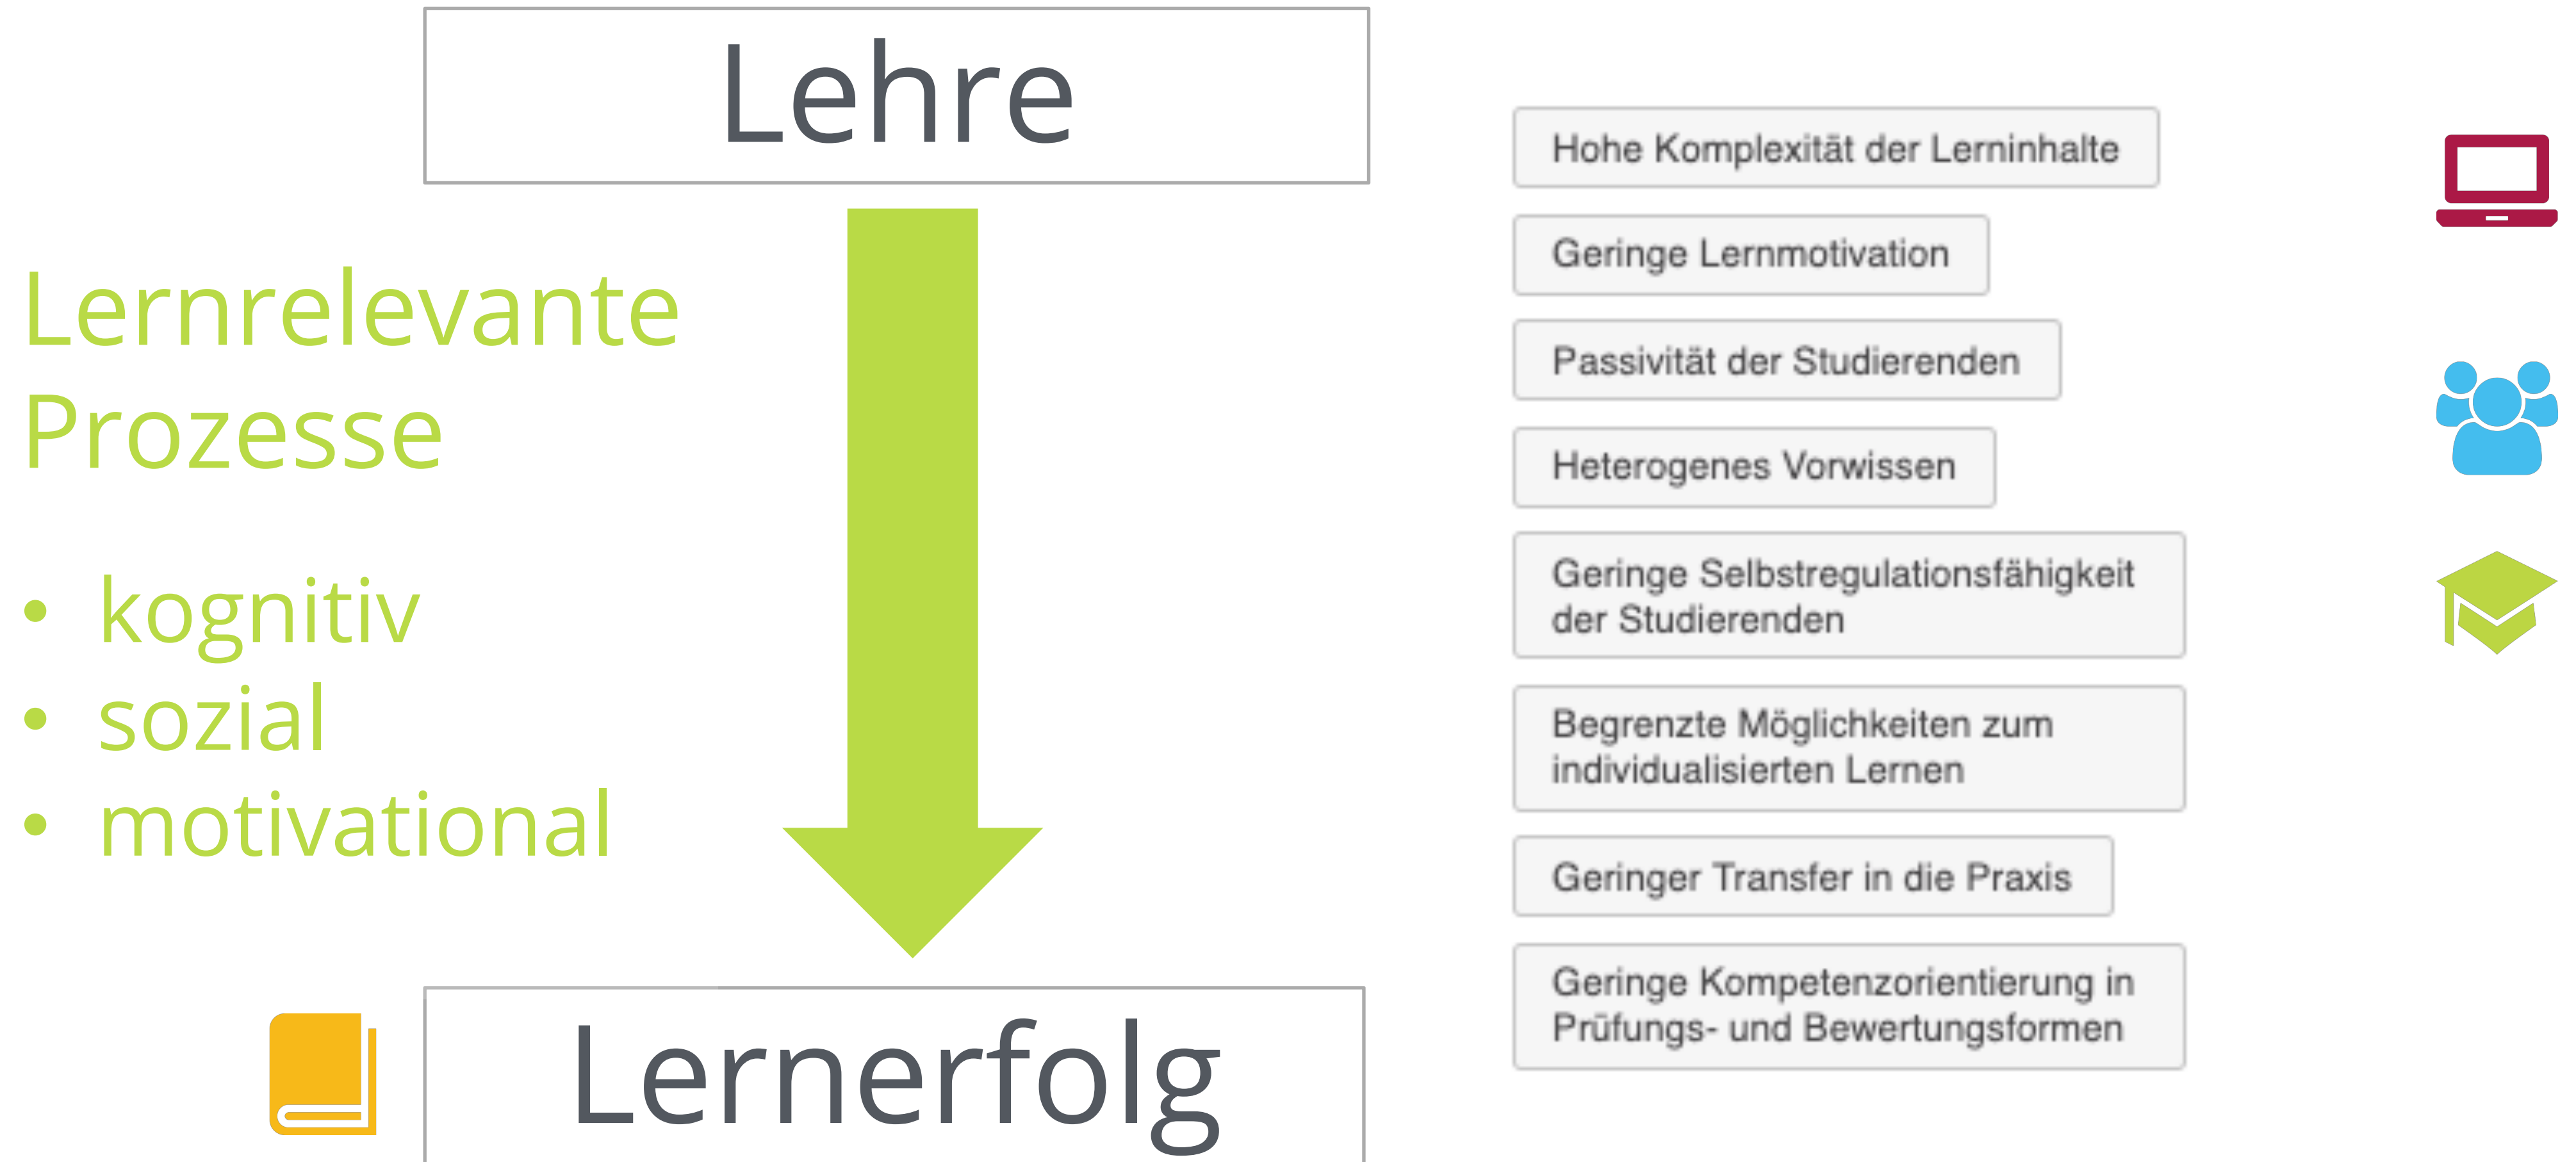 Lehre
Lernrelevante
Prozesse
• kognitiv
• sozial
• motivational
Lernerfolg
Hohe Komplexität der Lerninhalte
Geringe Lernmotivation
Passivität der Studierenden
Heterogenes Vorwissen
Geringe Selbstregulationsfähigkeit
der Studierenden
Begrenzte Möglichkeiten zum
individualisierten Lernen
Geringer Transfer in die Praxis
Geringe Kompetenzorientierung in
Prüfungs- und Bewertungsformen